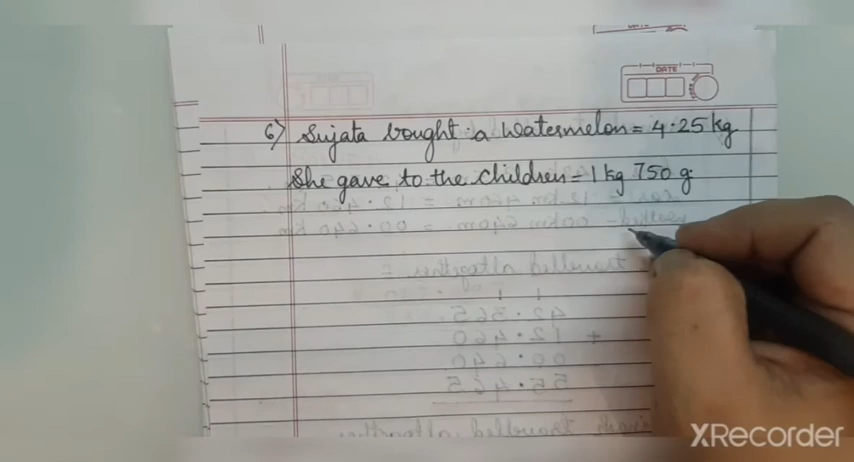 DATE
6) Sujata bought a Watermelon = 4.25 kg
She gave to the children = 1 kg 750 g.
XRecorder